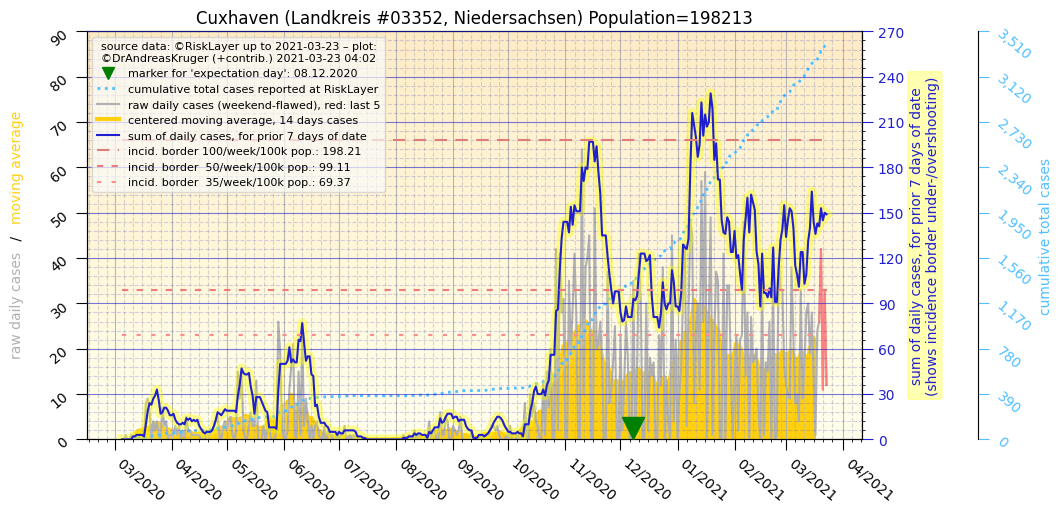 Cuxhaven (Landkreis #03352, Niedersachsen) Population=198213
source data: ©RiskLayer up to 2021-03-23 – plot:
©DrAndreasKruger (+contrib.) 2021-03-23 04:02
marker for 'expectation day': 08.12.2020
cumulative total cases reported at RiskLayer
raw daily cases (weekend-flawed), red: last 5
centered moving average, 14 days cases
sum of daily cases, for prior 7 days of date
incid. border 100/week/100k pop.: 198.21
incid. border 50/week/100k pop.: 99.11
incid. border 35/week/100k pop.: 69.37
raw daily cases / moving average
90
80
70
60
50
40
30
20
10
0
03/2020
04/2020
05/2020
06/2020
07/2020
08/2020
09/2020
10/2020
11/2020
12/2020
01/2021
02/2021
03/2021
04/2021
270
240
210
180
150
120
90
60
30
0
sum of daily cases, for prior 7 days of date
(shows incidence border under-/overshooting)
3,510
3,120
2,730
2,340
1,950
1,560
1,170
780
390
0
cumulative total cases